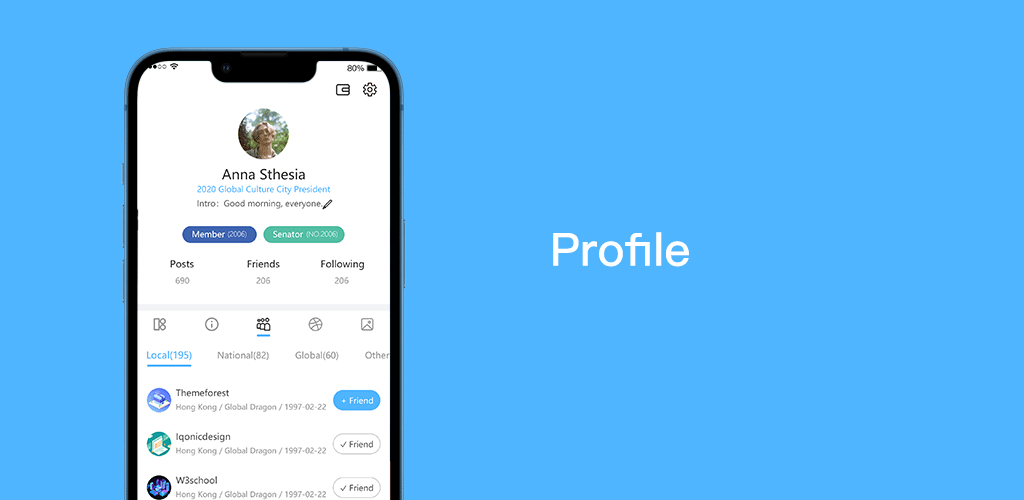 80%
Anna Sthesia
2020 Global Culture City President
Intro: Good morning, everyone.
Member (2006) Senator (NO.2006)
Posts Friends Following
690 206 206
Local(195) National(82) Global(60) Other
Themeforest
Hong Kong / Global Dragon / 1997-02-22
+ Friend
Iqonicdesign
Hong Kong / Global Dragon / 1997-02-22
✓ Friend
W3school
Hong Kong / Global Dragon / 1997-02-22
✓ Friend
Profile